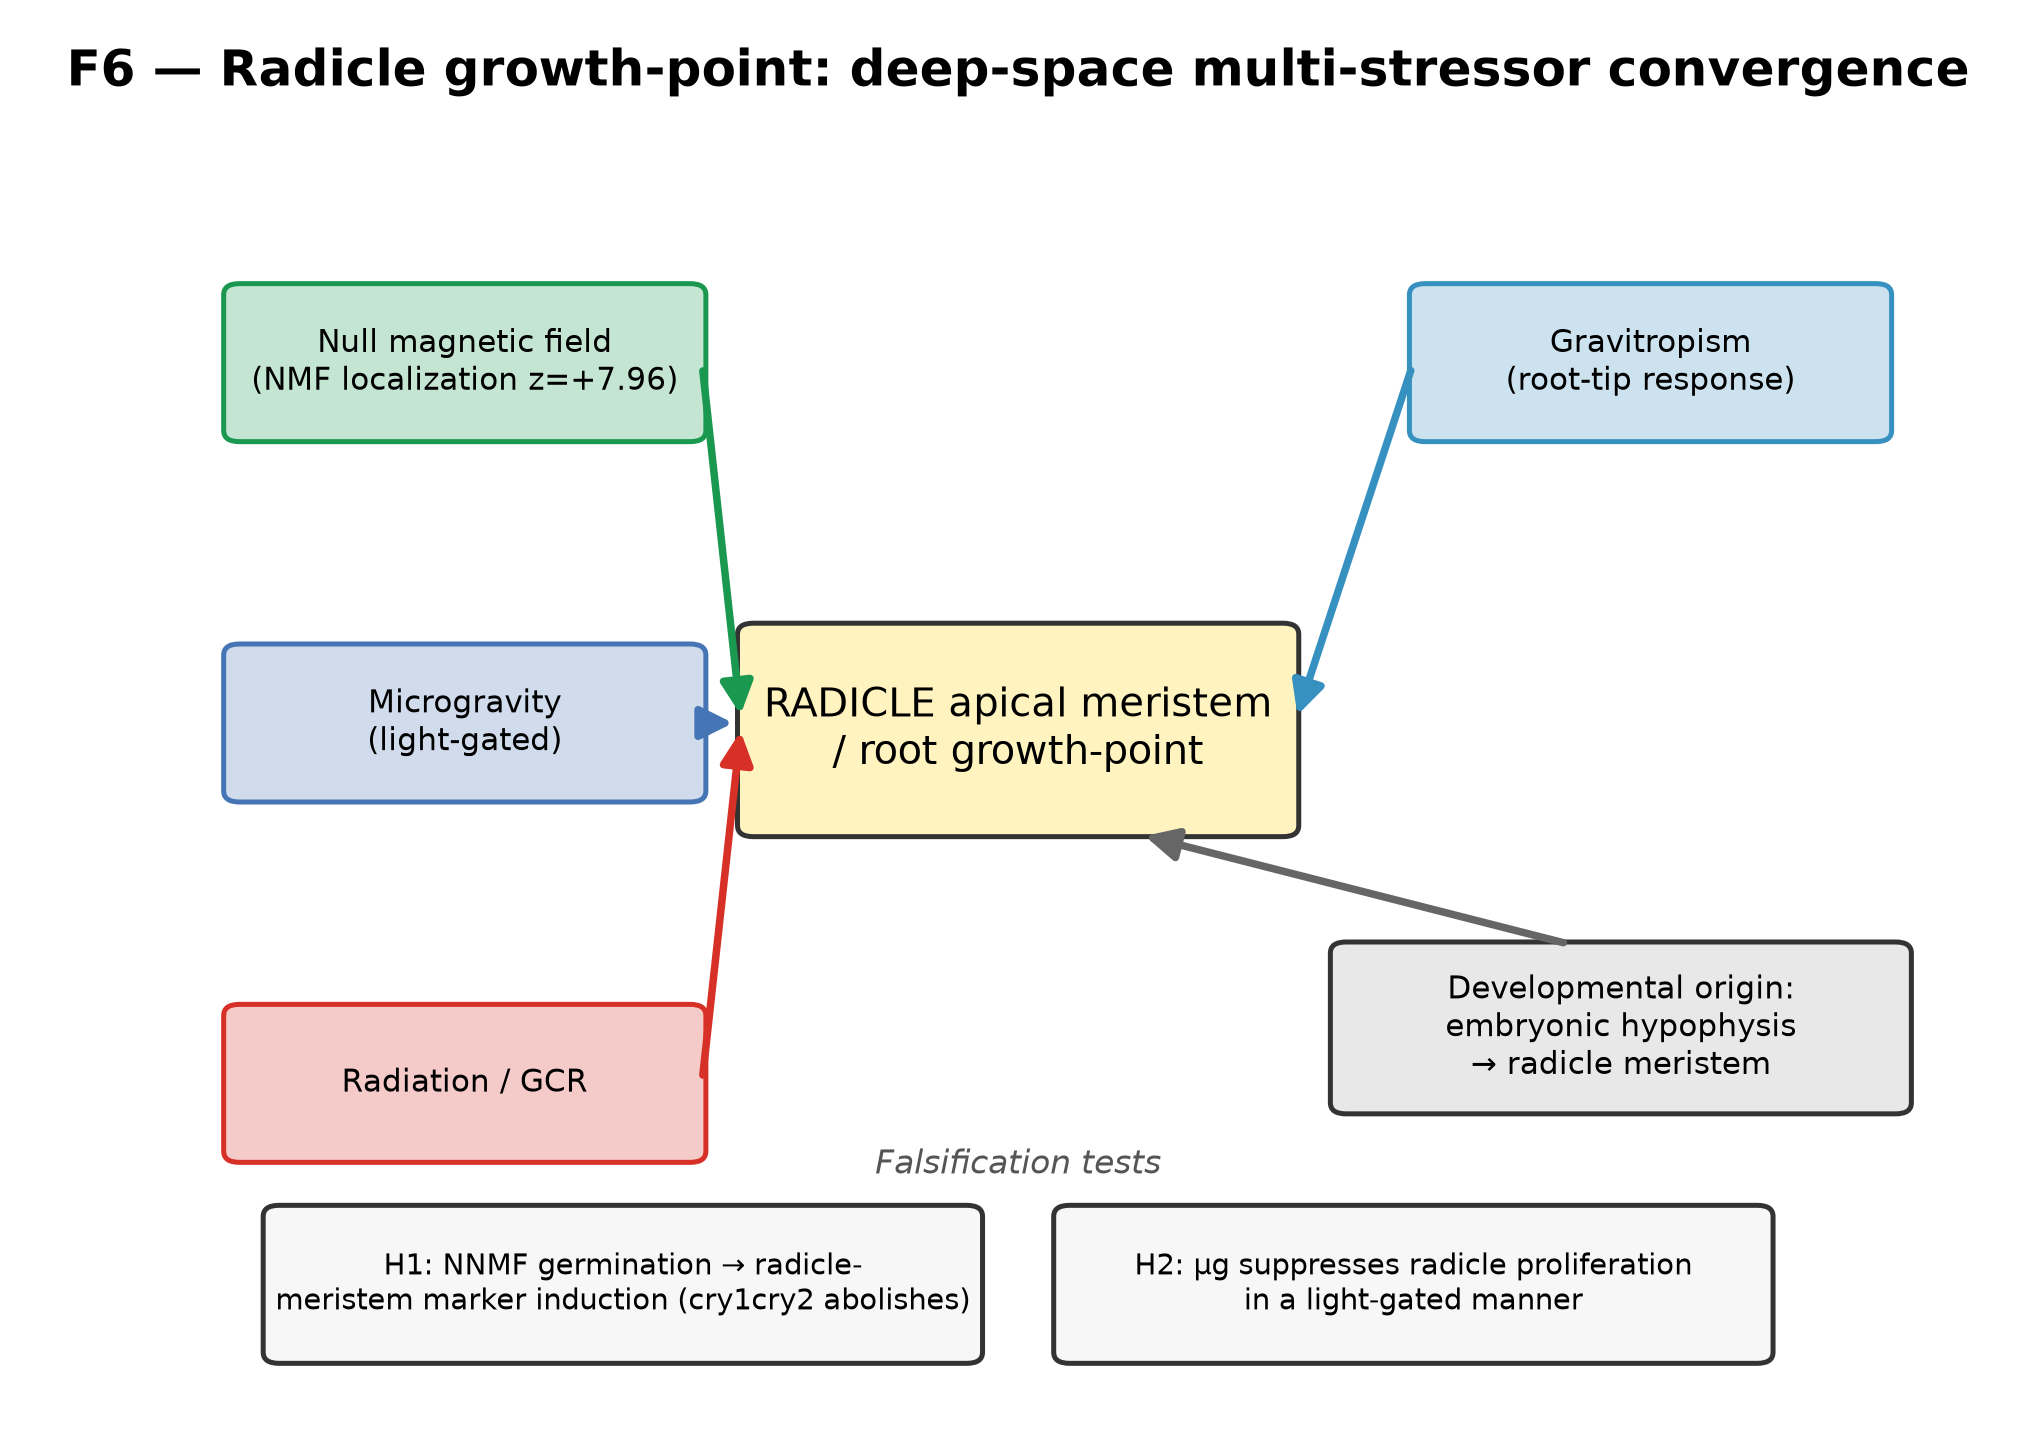 F6 — Radicle growth-point: deep-space multi-stressor convergence
Null magnetic field
(NMF localization z=+7.96)
Gravitropism
(root-tip response)
Microgravity
(light-gated)
RADICLE apical meristem
/ root growth-point
Radiation / GCR
Developmental origin:
embryonic hypophysis
→ radicle meristem
Falsification tests
H1: NNMF germination → radicle-
meristem marker induction (cry1cry2 abolishes)
H2: µg suppresses radicle proliferation
in a light-gated manner